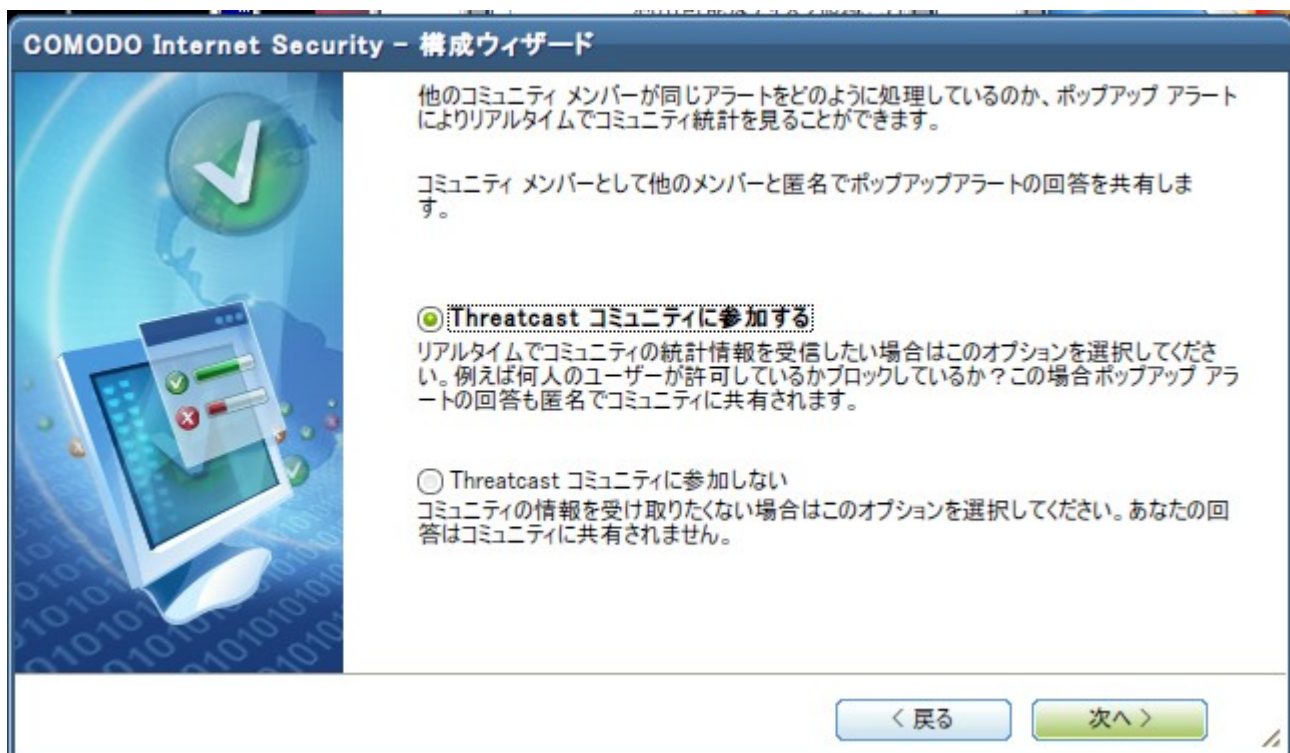 COMODO Internet Security - 構成ウィザード
他のコミュニティ メンバーが同じアラートをどのように処理しているのか、ポップアップ アラート
によりリアルタイムでコミュニティ統計を見ることができます。
コミュニティ メンバーとして他のメンバーと匿名でポップアップアラートの回答を共有しま
す。
Threatcast コミュニティに参加する
リアルタイムでコミュニティの統計情報を受信したい場合はこのオプションを選択してくださ
い。例えば何人のユーザーが許可しているかブロックしているか？この場合ポップアップ アラ
ートの回答も匿名でコミュニティに共有されます。
Threatcast コミュニティに参加しない
コミュニティの情報を受け取りたくない場合はこのオプションを選択してください。あなたの回
答はコミュニティに共有されません。
< 戻る
次へ >